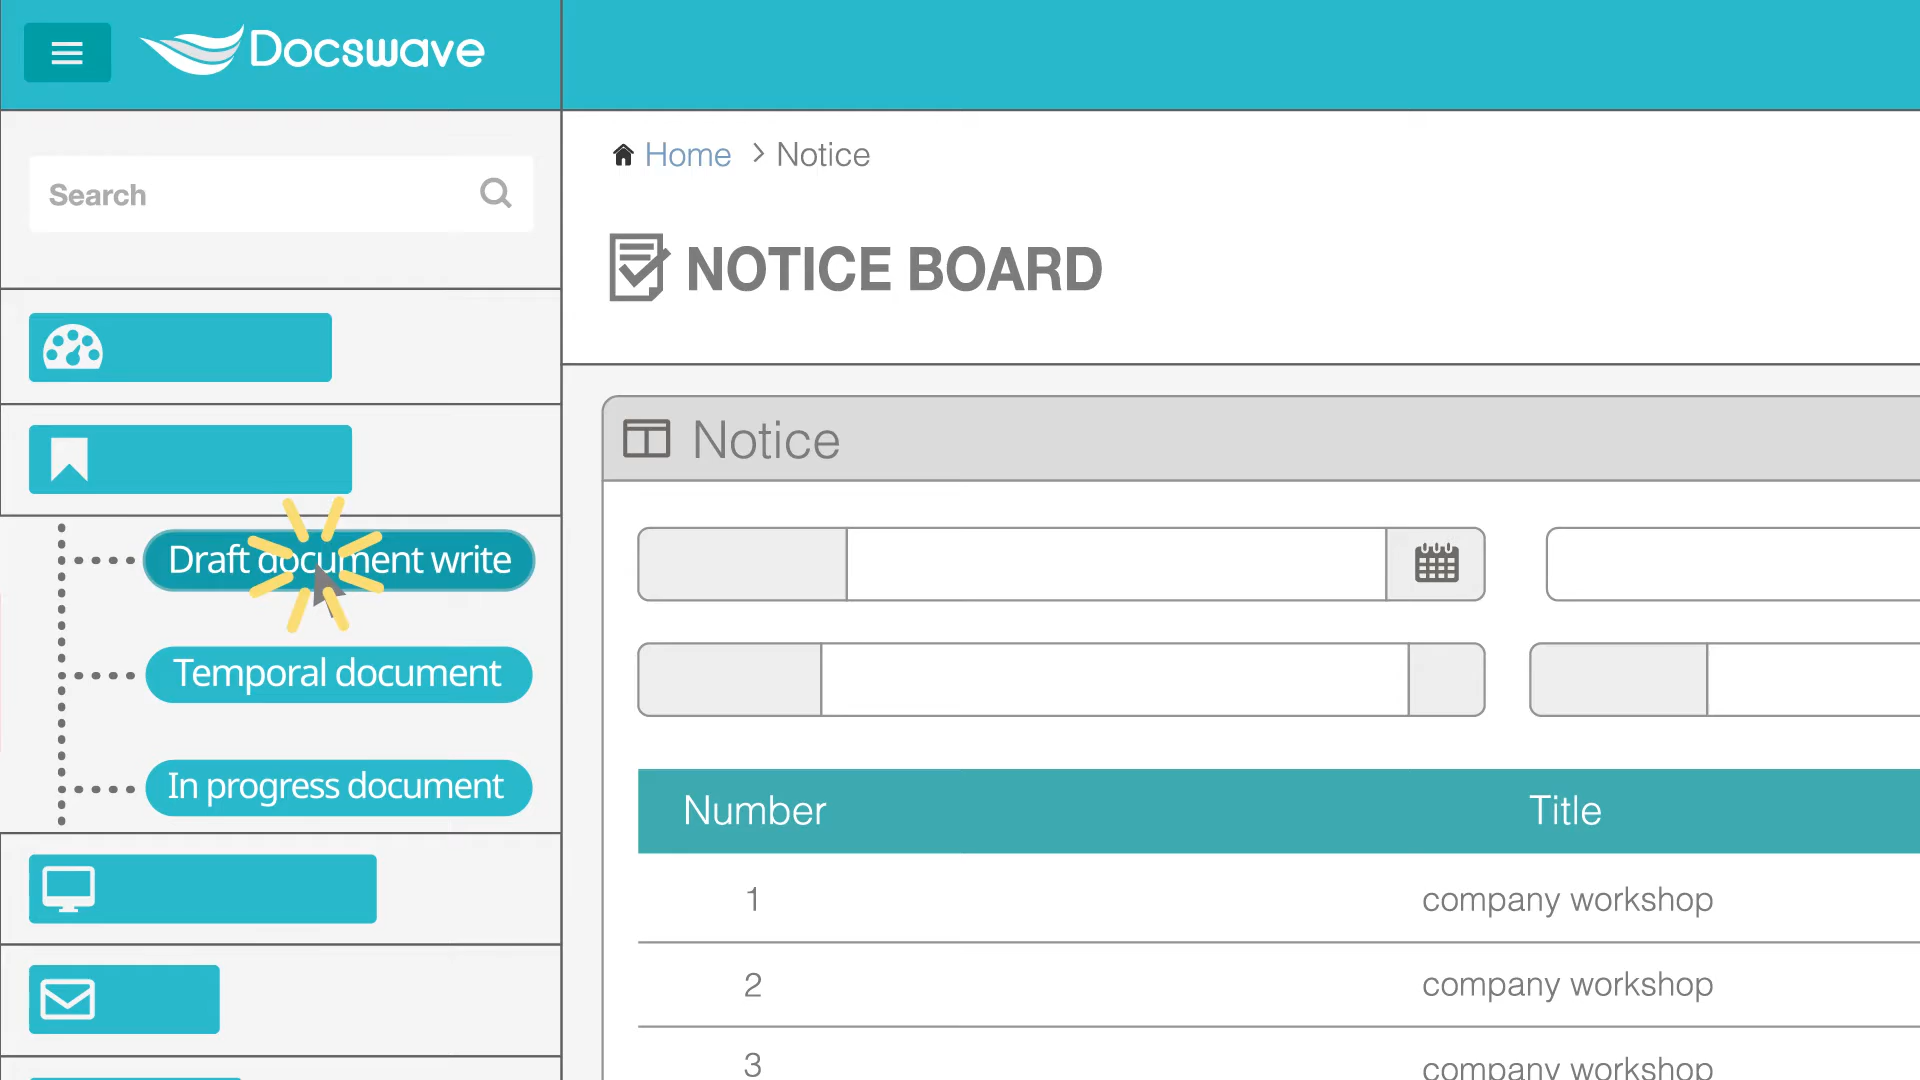 Docswave
Search
Draft document write
Temporal document
In progress document
Home > Notice
NOTICE BOARD
Notice
Number Title
1 company workshop
2 company workshop
3 company workshop